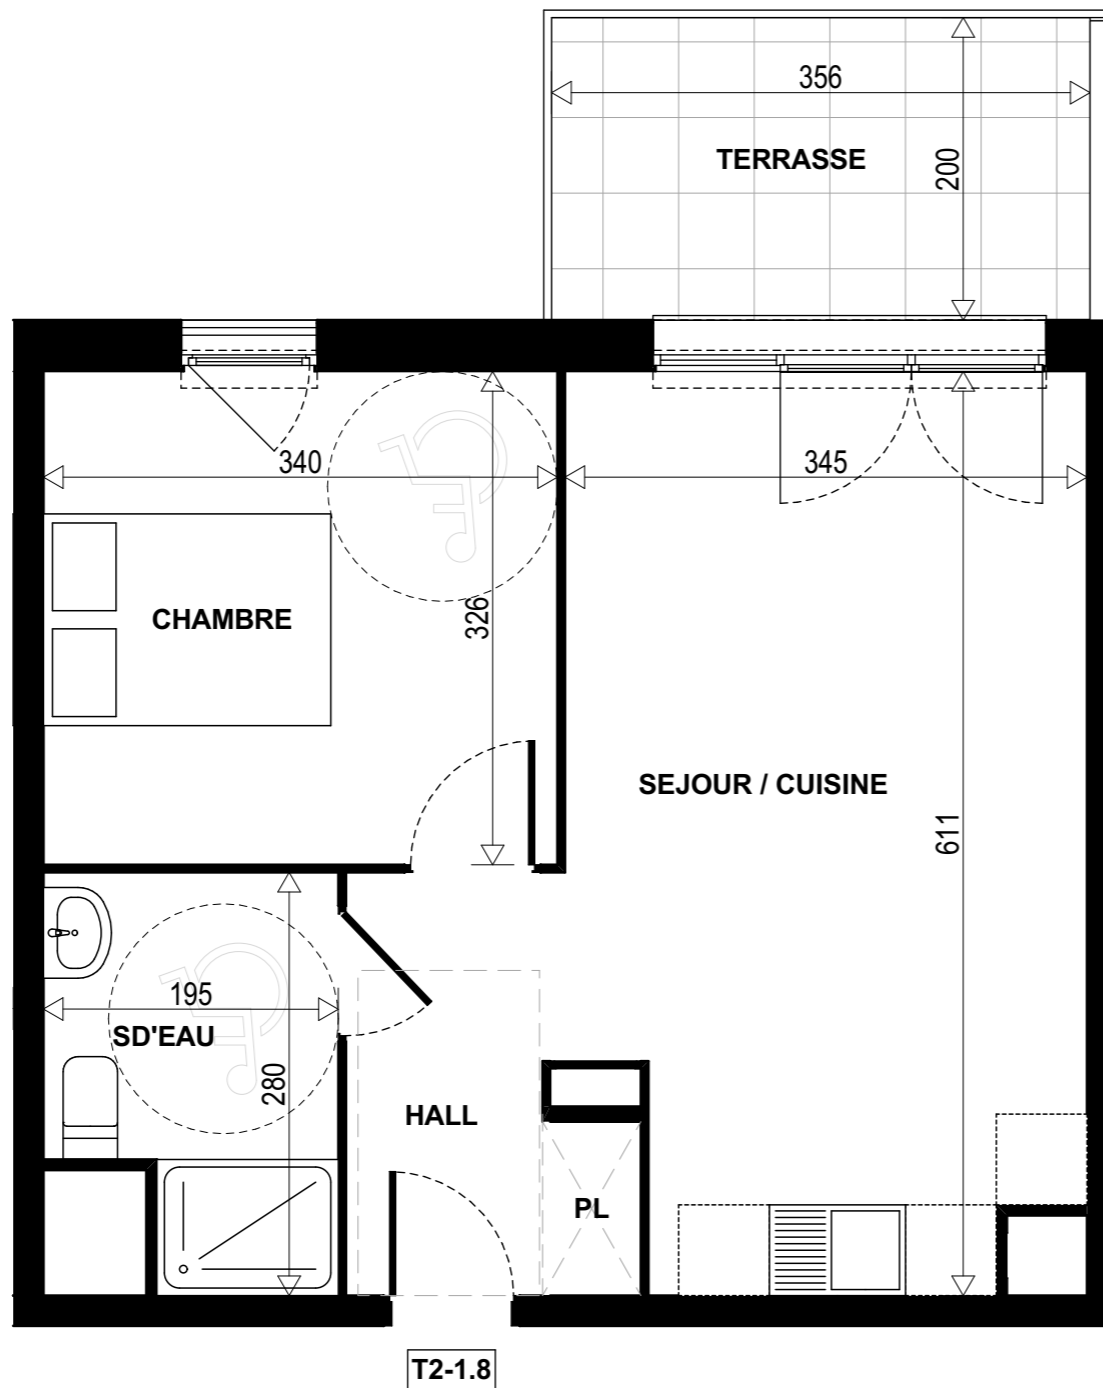 356
TERRASSE
200
340
345
326
CHAMBRE
SEJOUR / CUISINE
611
195
SD'EAU
280
HALL
PL
T2-1.8